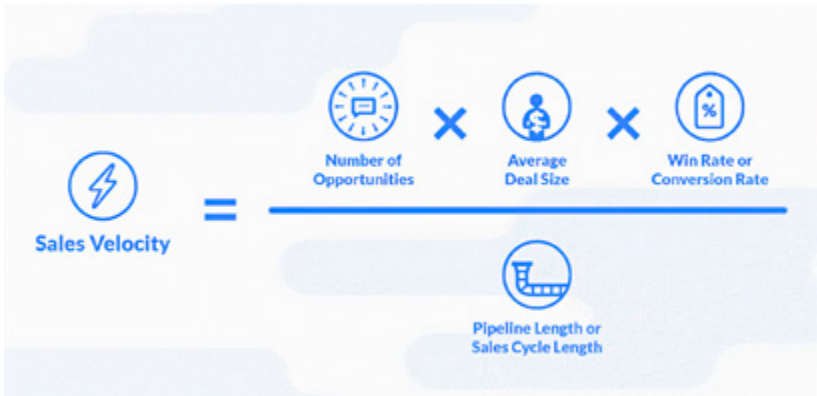 Number of
Opportunities
×
Average
Deal Size
×
Win Rate or
Conversion Rate
%
Sales Velocity
=
Pipeline Length or
Sales Cycle Length